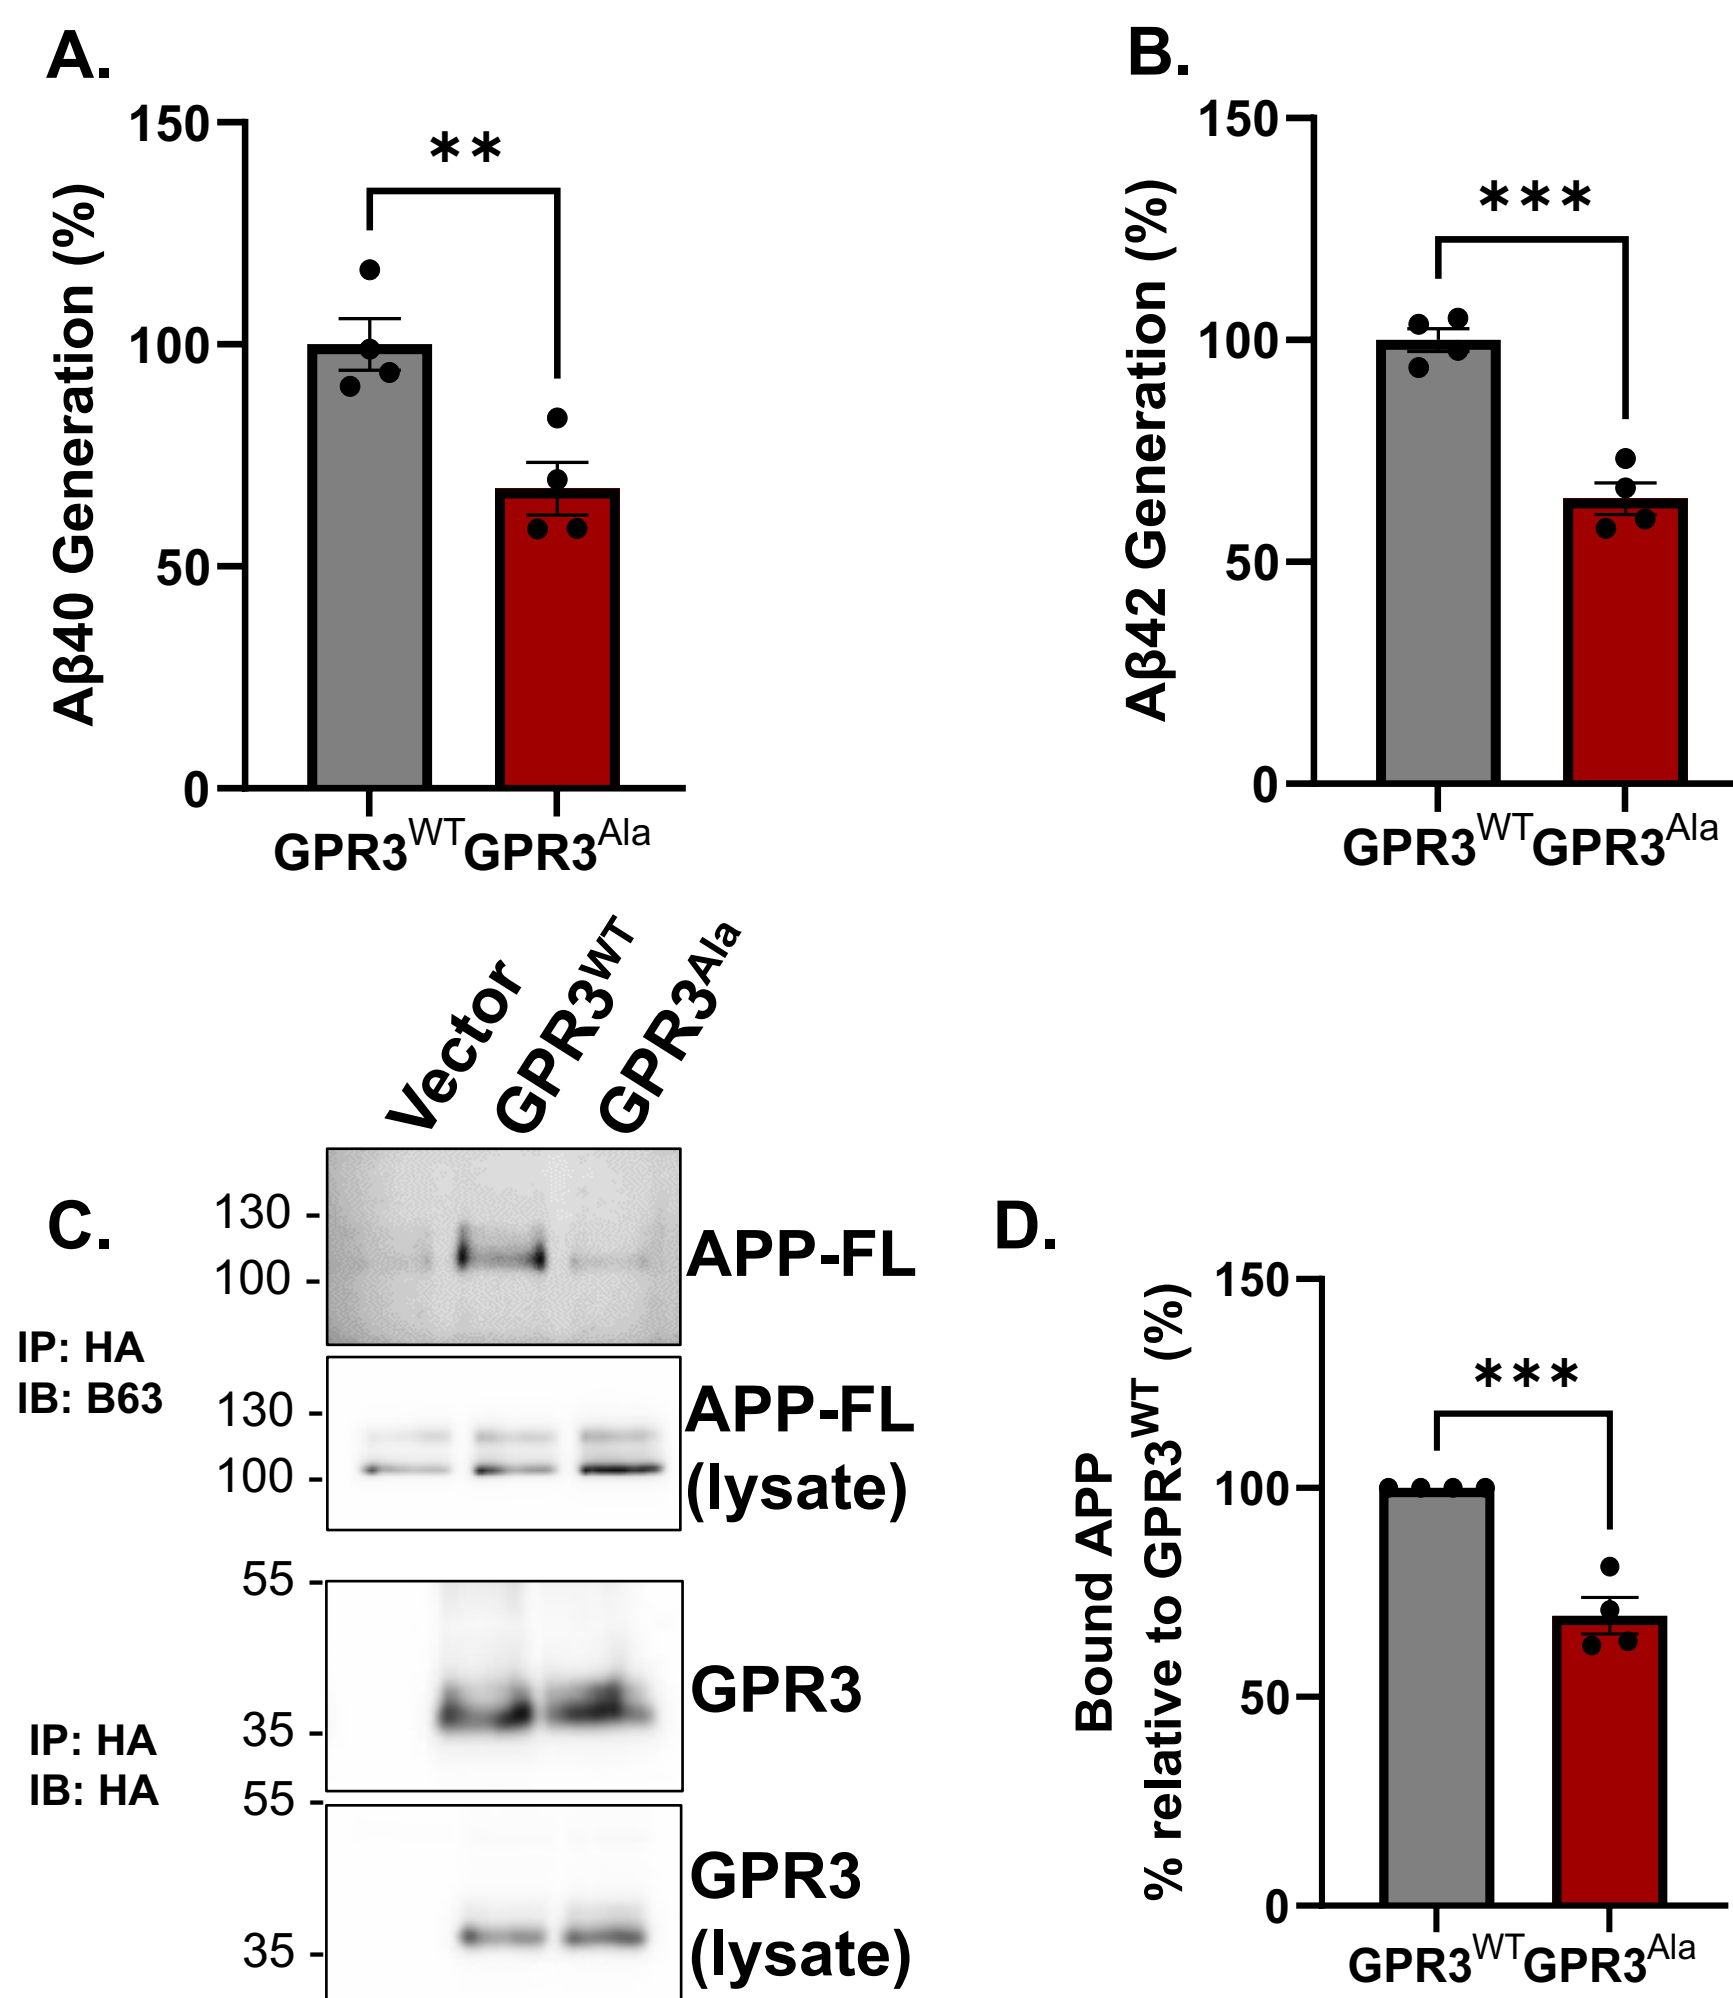 A.
150
100
50
0
Aβ40 Generation (%)
**
GPR3WT GPR3Ala
B.
150
100
50
0
Aβ42 Generation (%)
***
GPR3WT GPR3Ala
C.
Vector
GPR3WT
GPR3Ala
IP: HA
IB: B63
130 -
100 -
APP-FL
130 -
100 -
APP-FL
(lysate)
IP: HA
IB: HA
55 -
35 -
GPR3
55 -
35 -
GPR3
(lysate)
D.
150
100
50
0
Bound APP
% relative to GPR3WT (%)
***
GPR3WT GPR3Ala